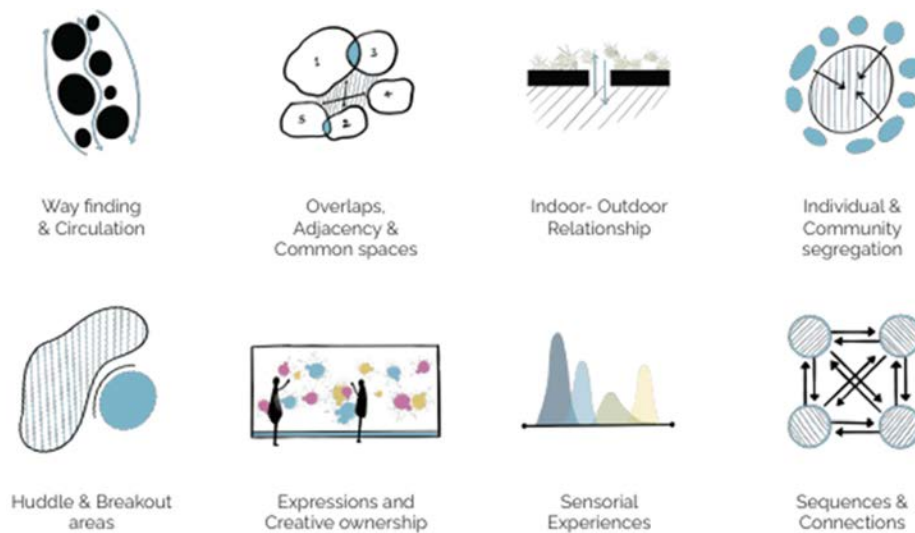 1
3
4
5
2
Way finding
& Circulation
Overlaps,
Adjacency &
Common spaces
Indoor- Outdoor
Relationship
Individual &
Community
segregation
Huddle & Breakout
areas
Expressions and
Creative ownership
Sensorial
Experiences
Sequences &
Connections